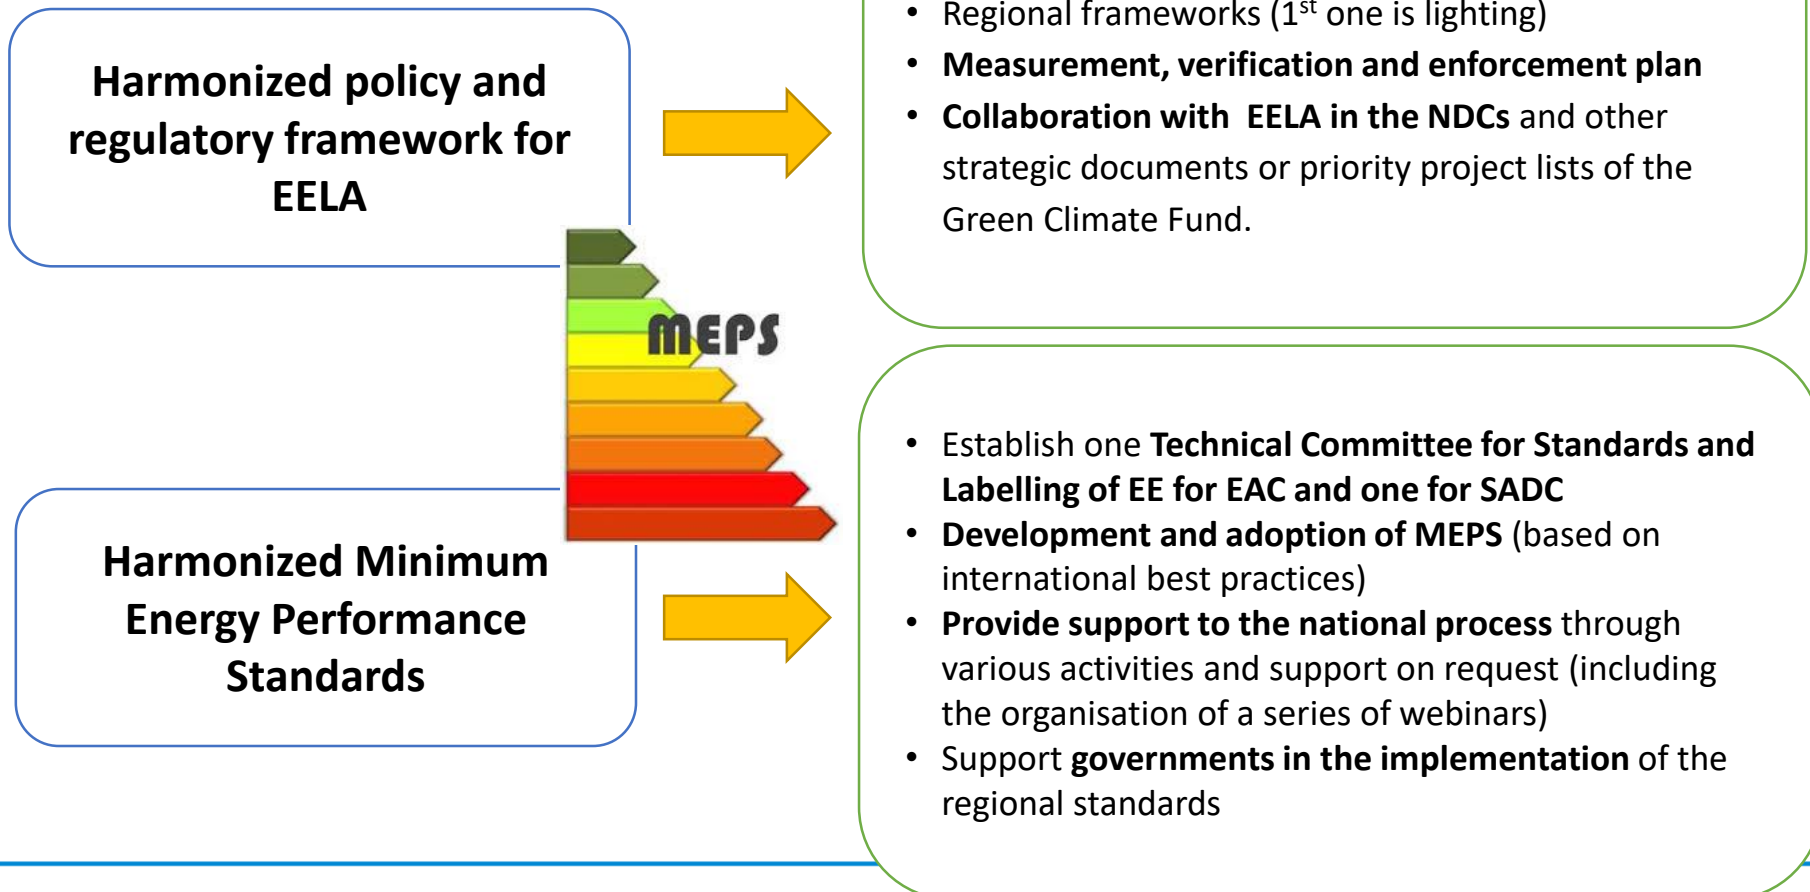 Harmonized policy and
regulatory framework for
EELA
• Regional frameworks (1st one is lighting)
• Measurement, verification and enforcement plan
• Collaboration with  EELA in the NDCs and other
strategic documents or priority project lists of the
Green Climate Fund.
MEPS
Harmonized Minimum
Energy Performance
Standards
• Establish one Technical Committee for Standards and
Labelling of EE for EAC and one for SADC
• Development and adoption of MEPS (based on
international best practices)
• Provide support to the national process through
various activities and support on request (including
the organisation of a series of webinars)
• Support governments in the implementation of the
regional standards